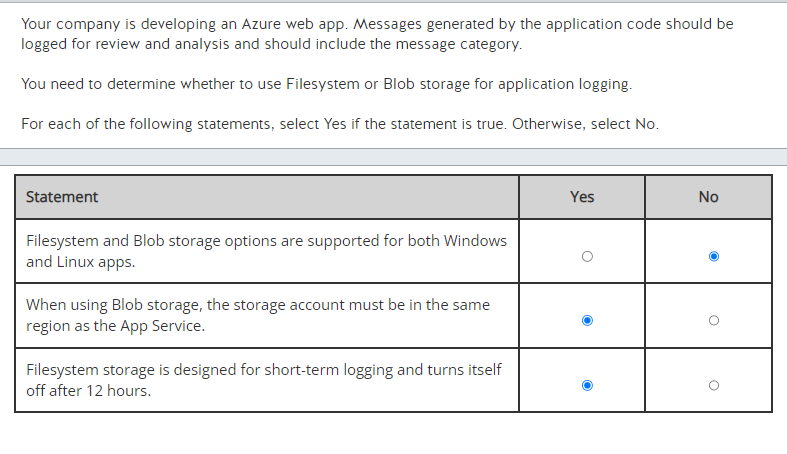 Your company is developing an Azure web app. Messages generated by the application code should be
logged for review and analysis and should include the message category.
You need to determine whether to use Filesystem or Blob storage for application logging.
For each of the following statements, select Yes if the statement is true. Otherwise, select No.
Statement Yes No
Filesystem and Blob storage options are supported for both Windows
and Linux apps.
When using Blob storage, the storage account must be in the same
region as the App Service.
Filesystem storage is designed for short-term logging and turns itself
off after 12 hours.